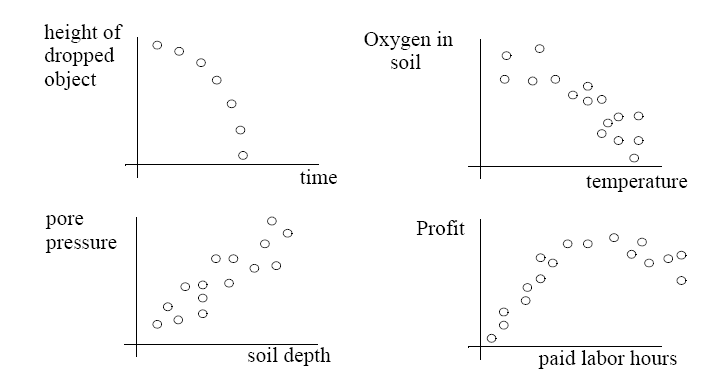 height of
dropped
object
time
Oxygen in
soil
temperature
pore
pressure
soil depth
Profit
paid labor hours